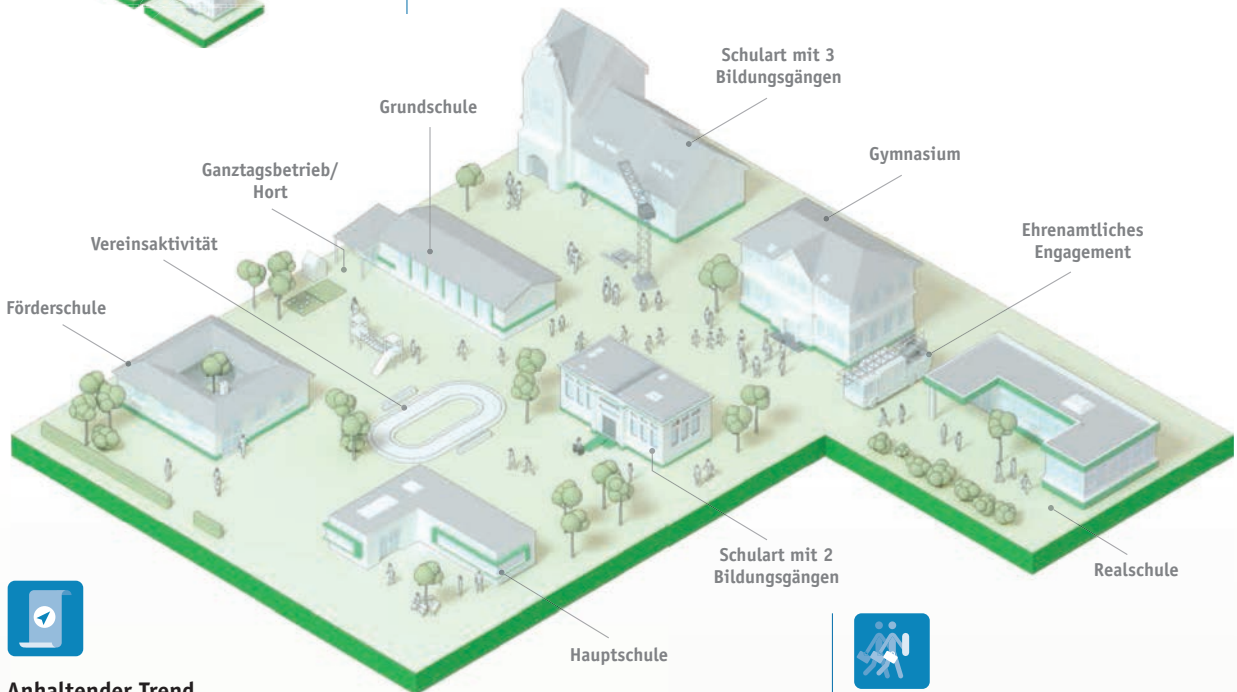 Schulart mit 3
Bildungsgängen
Grundschule
Gymnasium
Ganztagsbetrieb/
Hort
Ehrenamtliches
Engagement
Vereinsaktivität
Förderschule
Schulart mit 2
Bildungsgängen
Realschule
Hauptschule
Anhaltender Trend